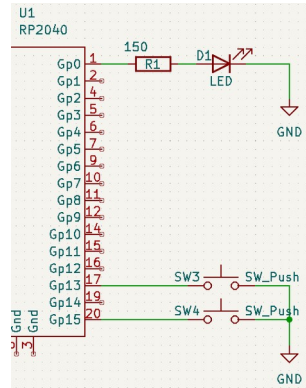 U1
RP2040
150
Gp0 1 R1 D1
LED
Gp1 2
Gp2 4
Gp3 5
Gp4 6
Gp5 7
Gp6 9
Gp7 10
Gp8 11
Gp9 12
Gp10 14
Gp11 15
Gp12 16
Gp13 17
Gp14 19
Gp15 20
GND
SW3 SW_Push
SW4 SW_Push
GND
Gnd
Gnd
3